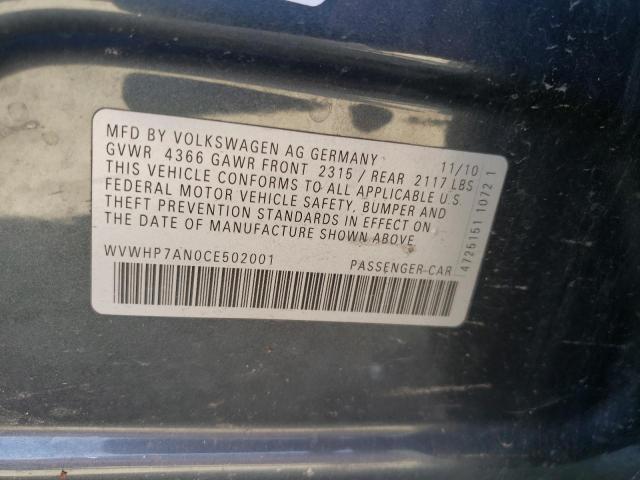 MFD BY VOLKSWAGEN AG GERMANY 11/10
GVWR 4366 GAWR FRONT 2315 / REAR 2117 LBS
THIS VEHICLE CONFORMS TO ALL APPLICABLE U.S.
FEDERAL MOTOR VEHICLE SAFETY, BUMPER AND
THEFT PREVENTION STANDARDS IN EFFECT ON
THE DATE OF MANUFACTURE SHOWN ABOVE
WVWHP7AN0CE502001 PASSENGER-CAR
4725151 1072 1